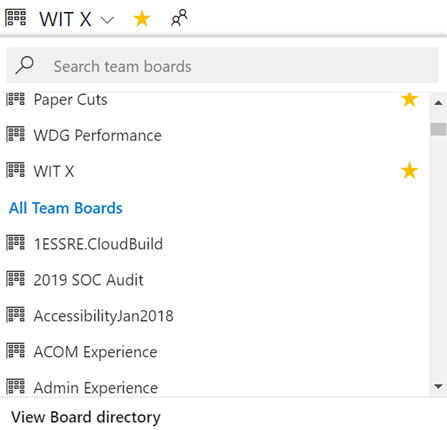 WIT X
Search team boards
Paper Cuts
WDG Performance
WIT X
All Team Boards
1ESSRE.CloudBuild
2019 SOC Audit
AccessibilityJan2018
ACOM Experience
Admin Experience
View Board directory